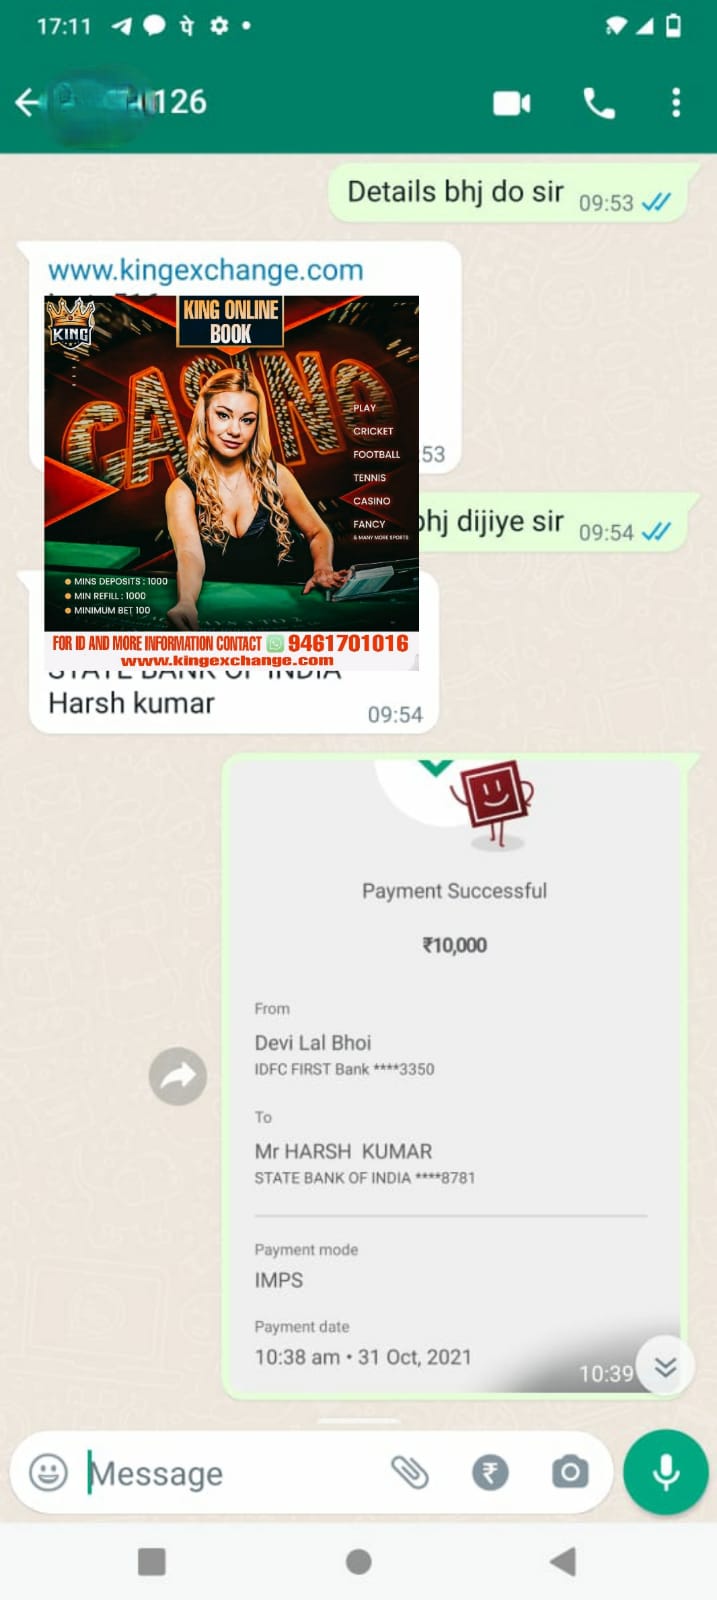 17:11
126
Details bhj do sir 09:53
www.kingexchange.com
KING
KING ONLINE
BOOK
CASINO
PLAY
CRICKET
FOOTBALL
TENNIS
CASINO
FANCY
& MANY MORE SPORTS
:53
bhj dijiye sir 09:54
MINS DEPOSITS : 1000
MIN REFILL : 1000
MINIMUM BET 100
FOR ID AND MORE INFORMATION CONTACT 9461701016
www.kingexchange.com
STATE BANK OF INDIA
Harsh kumar
09:54
Payment Successful
₹10,000
From
Devi Lal Bhoi
IDFC FIRST Bank ****3350
To
Mr HARSH KUMAR
STATE BANK OF INDIA ****8781
Payment mode
IMPS
Payment date
10:38 am • 31 Oct, 2021
10:39
Message